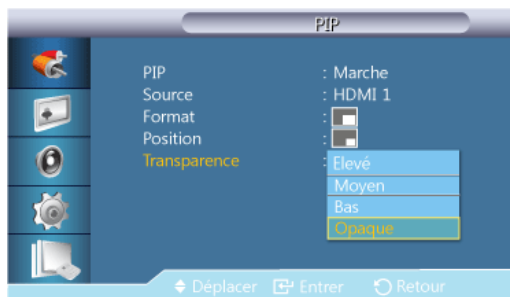 PIP
PIP : Marche
Source : HDMI 1
Format :
Position :
Transparence : Elevé
Moyen
Bas
Opaque
Déplacer Entrer Retour